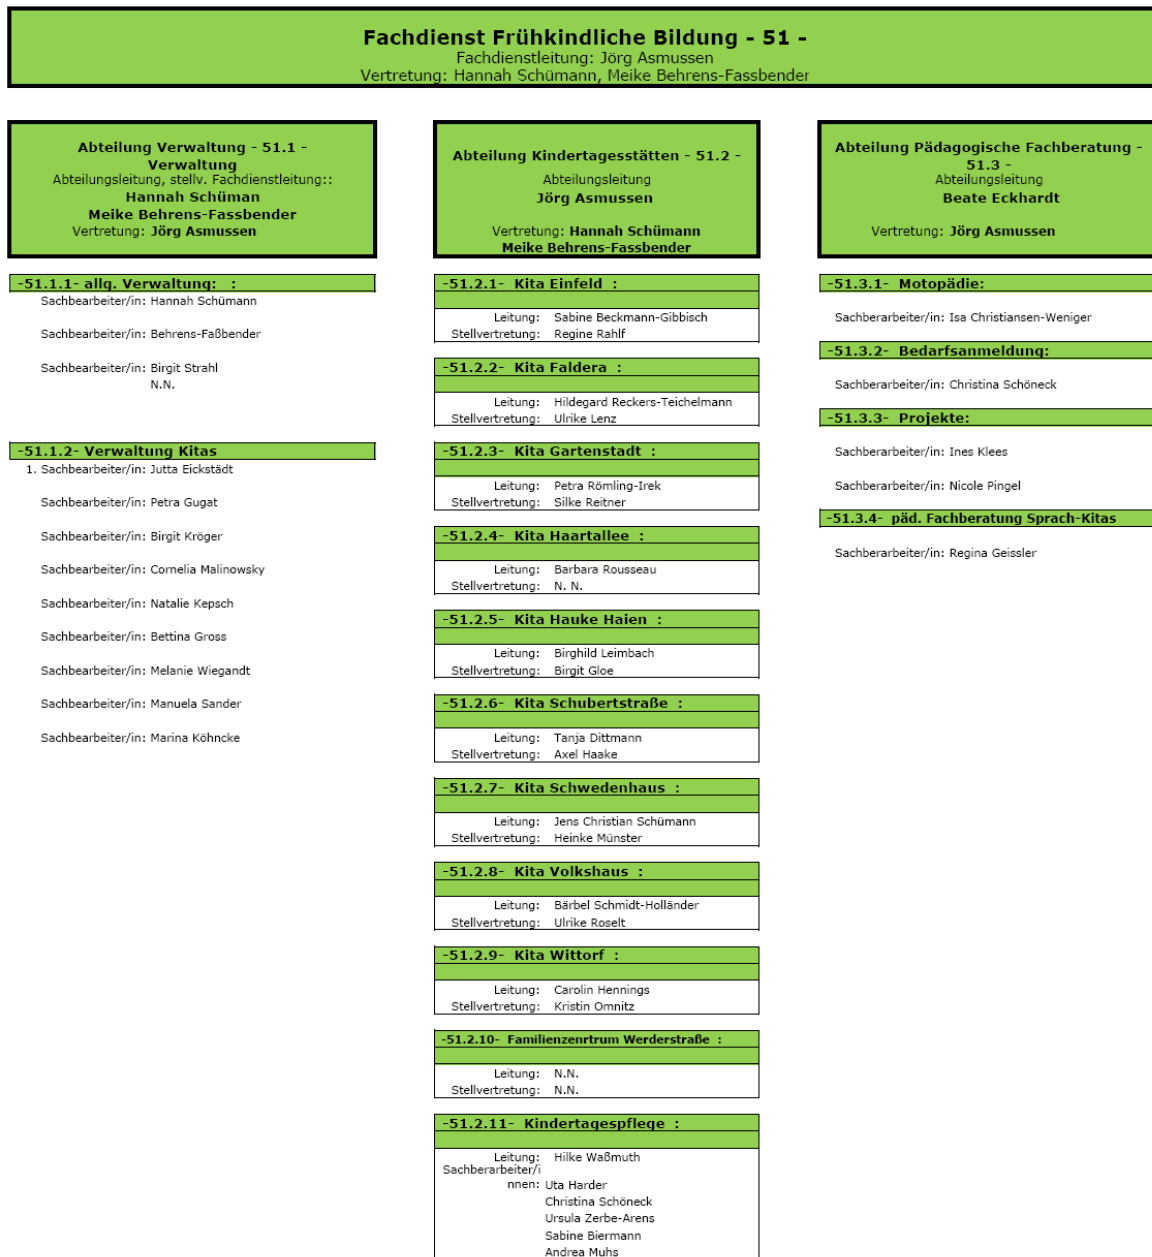 Fachdienst Frühkindliche Bildung - 51 -
Fachdienstleitung: Jörg Asmussen
Vertretung: Hannah Schümann, Meike Behrens-Fassbender
Abteilung Verwaltung - 51.1 -
Verwaltung
Abteilungsleitung, stellv. Fachdienstleitung::
Hannah Schüman
Meike Behrens-Fassbender
Vertretung: Jörg Asmussen
-51.1.1- allg. Verwaltung: :
Sachbearbeiter/in: Hannah Schümann
Sachbearbeiter/in: Behrens-Faßbender
Sachbearbeiter/in: Birgit Strahl
N.N.
-51.1.2- Verwaltung Kitas
1. Sachbearbeiter/in: Jutta Eickstädt
Sachbearbeiter/in: Petra Gugat
Sachbearbeiter/in: Birgit Kröger
Sachbearbeiter/in: Cornelia Malinowsky
Sachbearbeiter/in: Natalie Kepsch
Sachbearbeiter/in: Bettina Gross
Sachbearbeiter/in: Melanie Wiegandt
Sachbearbeiter/in: Manuela Sander
Sachbearbeiter/in: Marina Köhncke
Abteilung Kindertagesstätten - 51.2 -
Abteilungsleitung
Jörg Asmussen
Vertretung: Hannah Schümann
Meike Behrens-Fassbender
-51.2.1- Kita Einfeld :
Leitung: Sabine Beckmann-Gibbisch
Stellvertretung: Regine Rahlf
-51.2.2- Kita Faldera :
Leitung: Hildegard Reckers-Teichelmann
Stellvertretung: Ulrike Lenz
-51.2.3- Kita Gartenstadt :
Leitung: Petra Römling-Irek
Stellvertretung: Silke Reitner
-51.2.4- Kita Haartallee :
Leitung: Barbara Rousseau
Stellvertretung: N. N.
-51.2.5- Kita Hauke Haien :
Leitung: Birghild Leimbach
Stellvertretung: Birgit Gloe
-51.2.6- Kita Schubertstraße :
Leitung: Tanja Dittmann
Stellvertretung: Axel Haake
-51.2.7- Kita Schwedenhaus :
Leitung: Jens Christian Schümann
Stellvertretung: Heinke Münster
-51.2.8- Kita Volkshaus :
Leitung: Bärbel Schmidt-Holländer
Stellvertretung: Ulrike Roselt
-51.2.9- Kita Wittorf :
Leitung: Carolin Hennings
Stellvertretung: Kristin Omnitz
-51.2.10- Familienzenrtrum Werderstraße :
Leitung: N.N.
Stellvertretung: N.N.
-51.2.11- Kindertagespflege :
Leitung: Hilke Waßmuth
Sachberarbeiter/i
nnen: Uta Harder
Christina Schöneck
Ursula Zerbe-Arens
Sabine Biermann
Andrea Muhs
Abteilung Pädagogische Fachberatung -
51.3 -
Abteilungsleitung
Beate Eckhardt
Vertretung: Jörg Asmussen
-51.3.1- Motopädie:
Sachberarbeiter/in: Isa Christiansen-Weniger
-51.3.2- Bedarfsanmeldung:
Sachberarbeiter/in: Christina Schöneck
-51.3.3- Projekte:
Sachberarbeiter/in: Ines Klees
Sachberarbeiter/in: Nicole Pingel
-51.3.4- päd. Fachberatung Sprach-Kitas
Sachberarbeiter/in: Regina Geissler